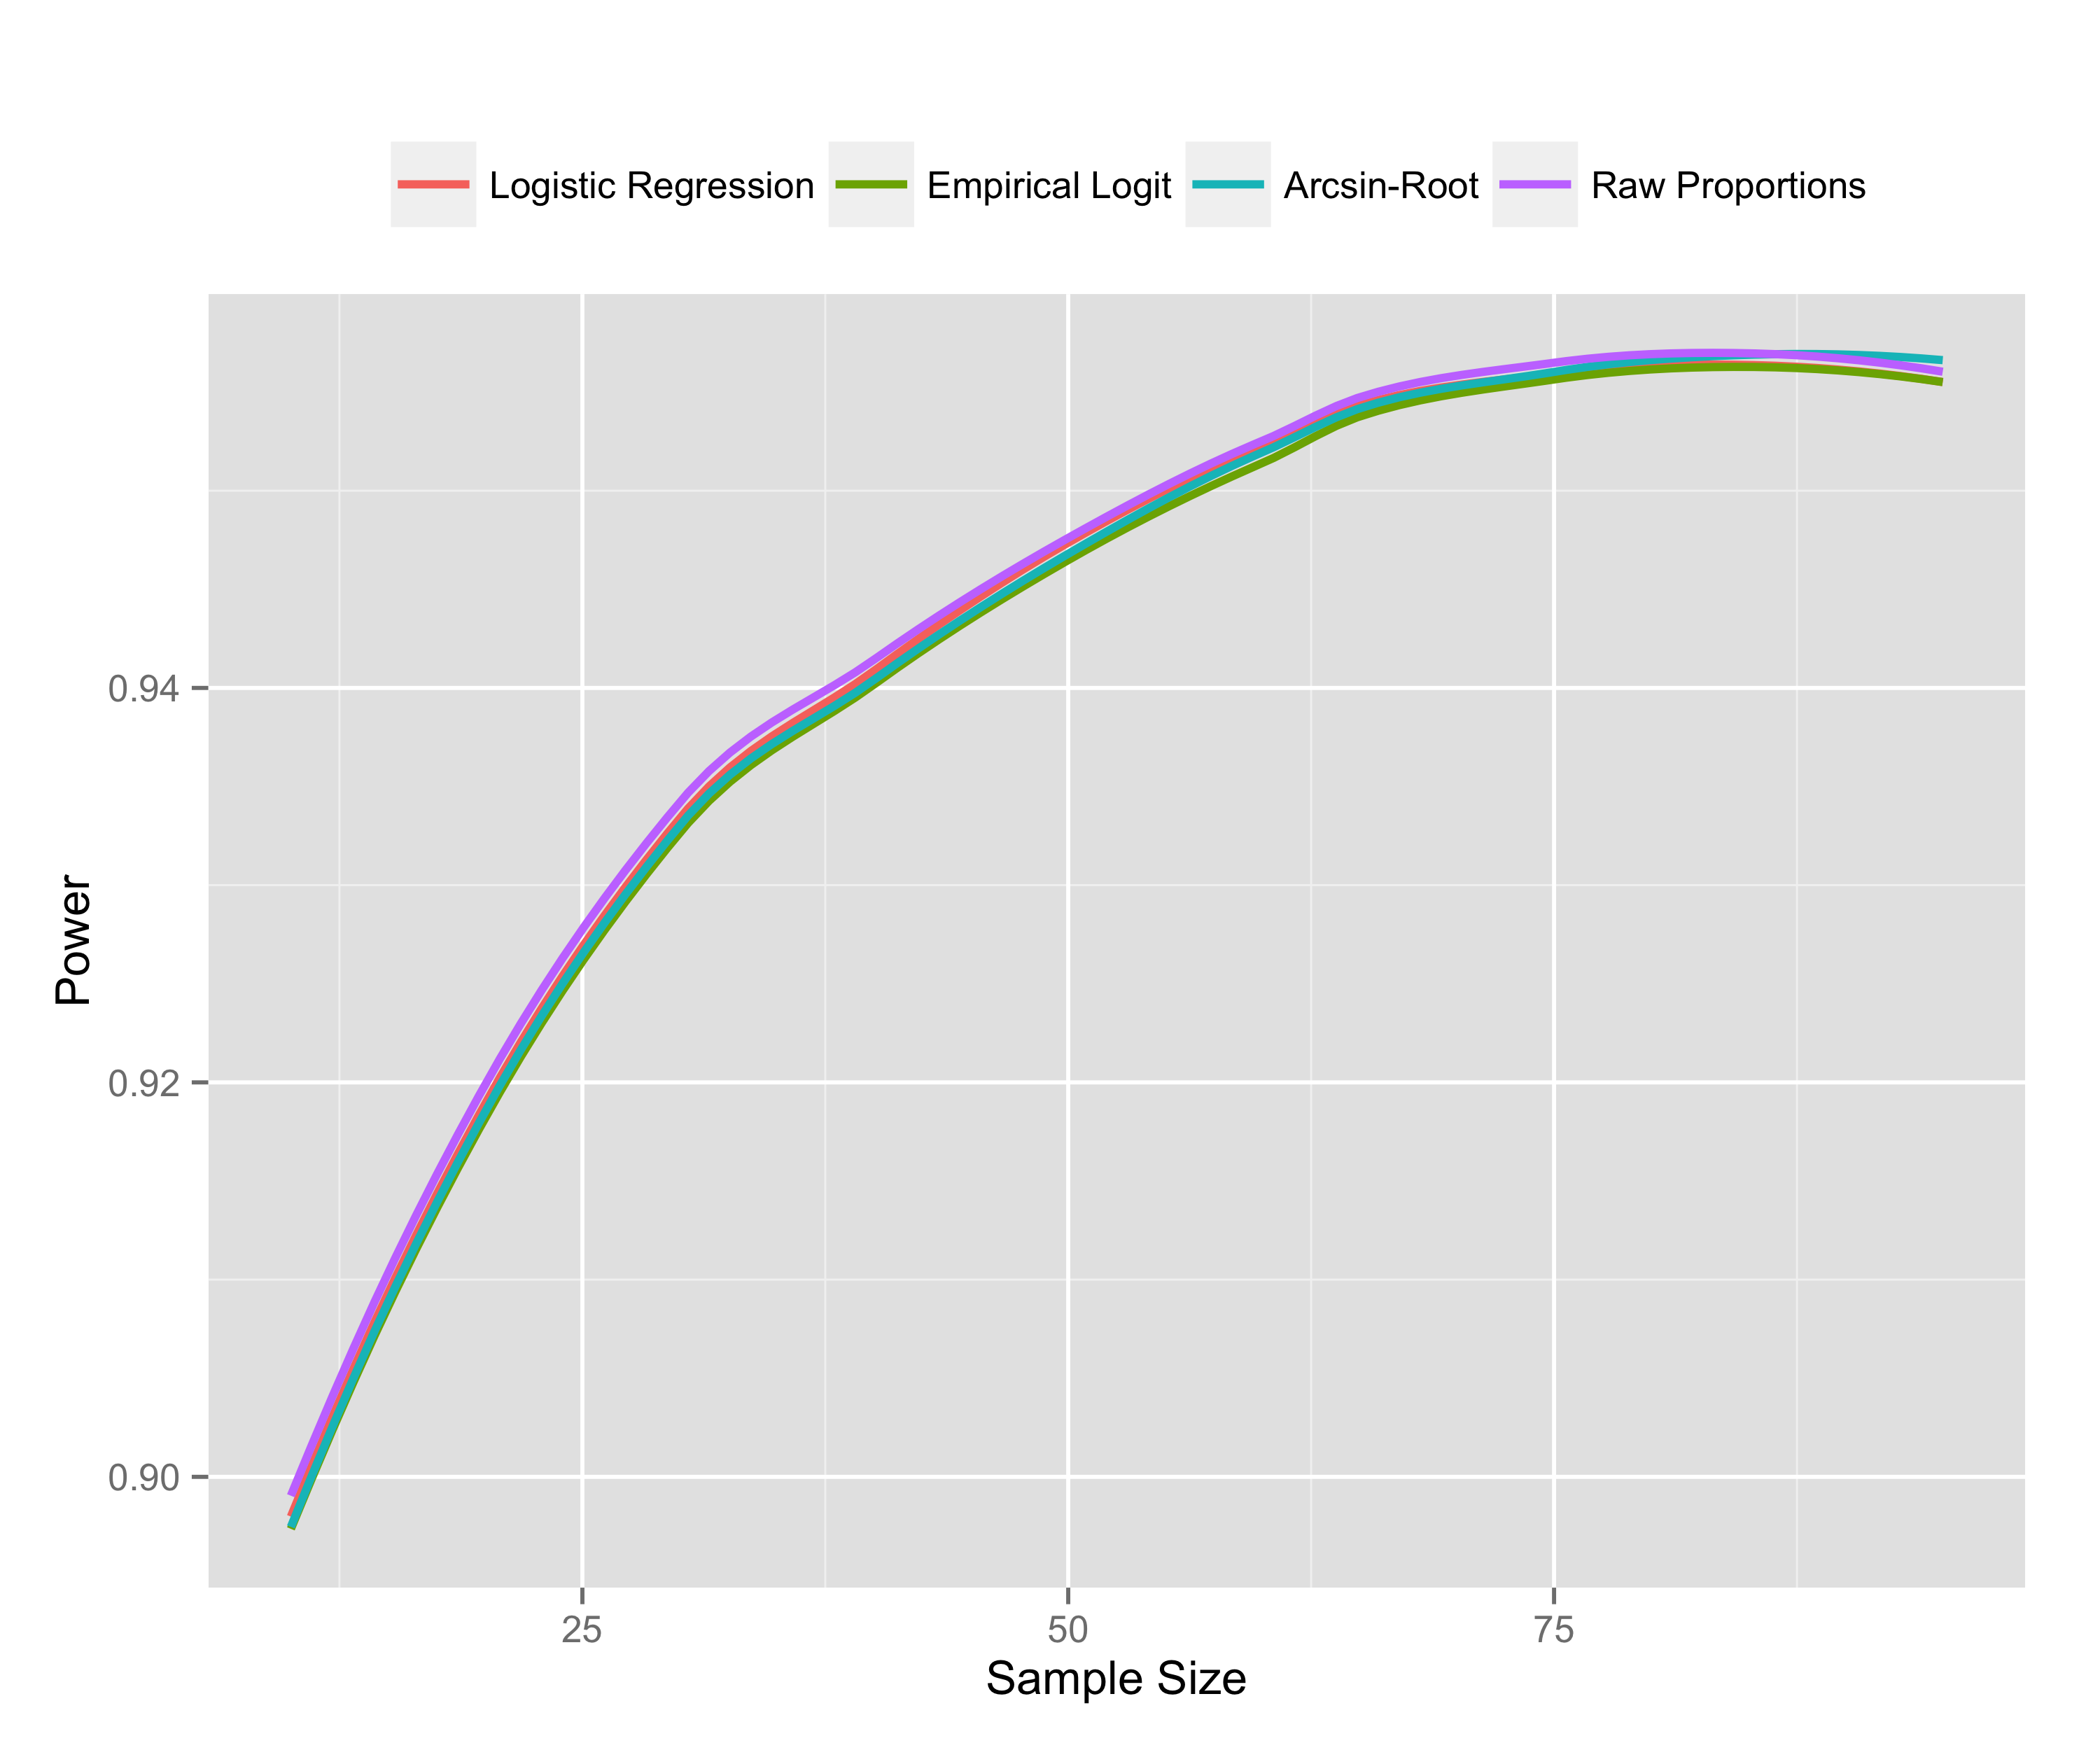 Logistic Regression Empirical Logit Arcsin-Root Raw Proportions
0.94
0.92
0.90
Power
25 50 75
Sample Size